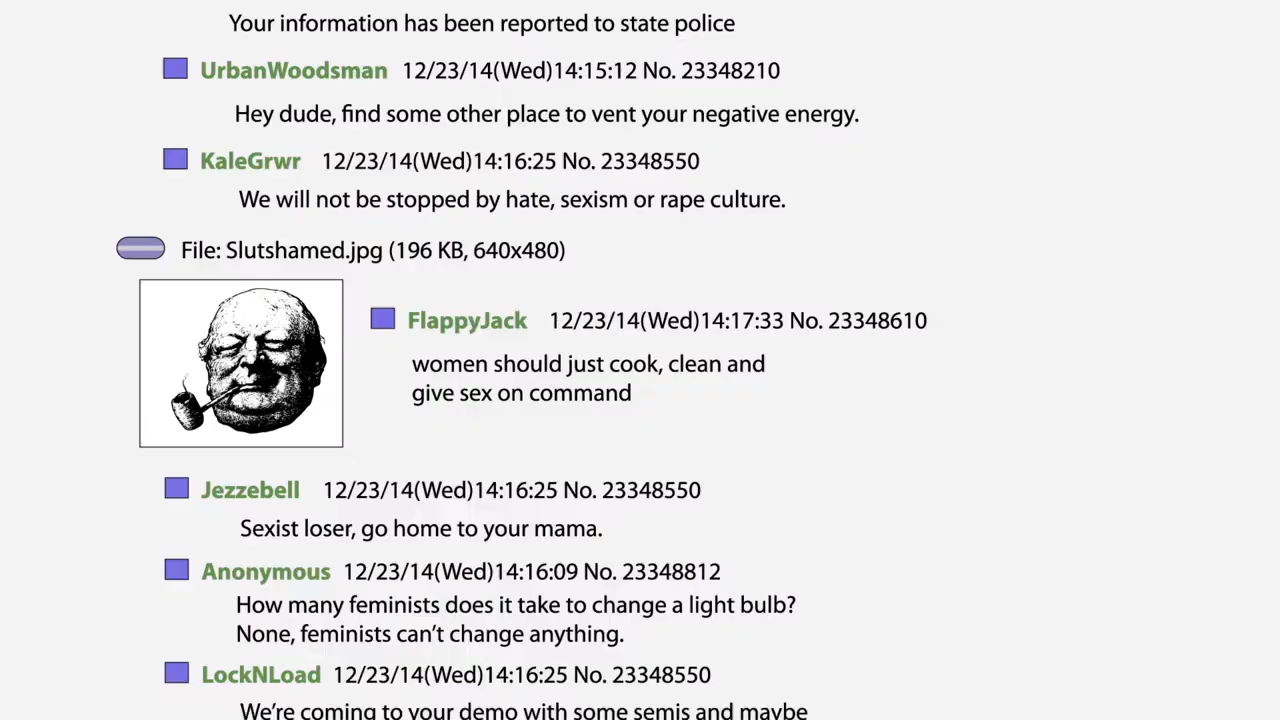 Your information has been reported to state police
UrbanWoodsman 12/23/14(Wed)14:15:12 No. 23348210
Hey dude, find some other place to vent your negative energy.
KaleGrwr 12/23/14(Wed)14:16:25 No. 23348550
We will not be stopped by hate, sexism or rape culture.
File: Slutshamed.jpg (196 KB, 640x480)
FlappyJack 12/23/14(Wed)14:17:33 No. 23348610
women should just cook, clean and
give sex on command
Jezzebell 12/23/14(Wed)14:16:25 No. 23348550
Sexist loser, go home to your mama.
Anonymous 12/23/14(Wed)14:16:09 No. 23348812
How many feminists does it take to change a light bulb?
None, feminists can’t change anything.
LockNLoad 12/23/14(Wed)14:16:25 No. 23348550
We’re coming to your demo with some semis and maybe